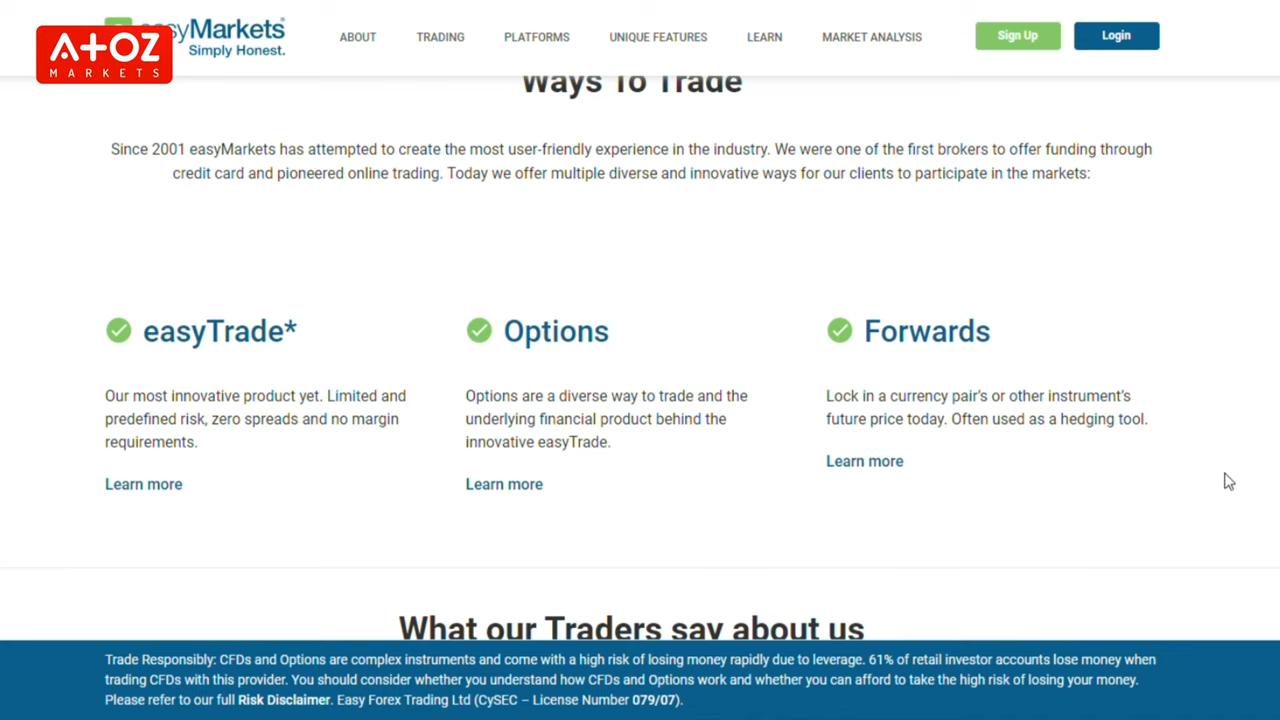 easyMarkets
Simply Honest.
A+OZ
MARKETS
ABOUT
TRADING
PLATFORMS
UNIQUE FEATURES
LEARN
MARKET ANALYSIS
Sign Up
Login
Ways To Trade
Since 2001 easyMarkets has attempted to create the most user-friendly experience in the industry. We were one of the first brokers to offer funding through
credit card and pioneered online trading. Today we offer multiple diverse and innovative ways for our clients to participate in the markets:
easyTrade*
Our most innovative product yet. Limited and
predefined risk, zero spreads and no margin
requirements.
Learn more
Options
Options are a diverse way to trade and the
underlying financial product behind the
innovative easyTrade.
Learn more
Forwards
Lock in a currency pair's or other instrument's
future price today. Often used as a hedging tool.
Learn more
What our Traders say about us
Trade Responsibly: CFDs and Options are complex instruments and come with a high risk of losing money rapidly due to leverage. 61% of retail investor accounts lose money when
trading CFDs with this provider. You should consider whether you understand how CFDs and Options work and whether you can afford to take the high risk of losing your money.
Please refer to our full Risk Disclaimer. Easy Forex Trading Ltd (CySEC – License Number 079/07).